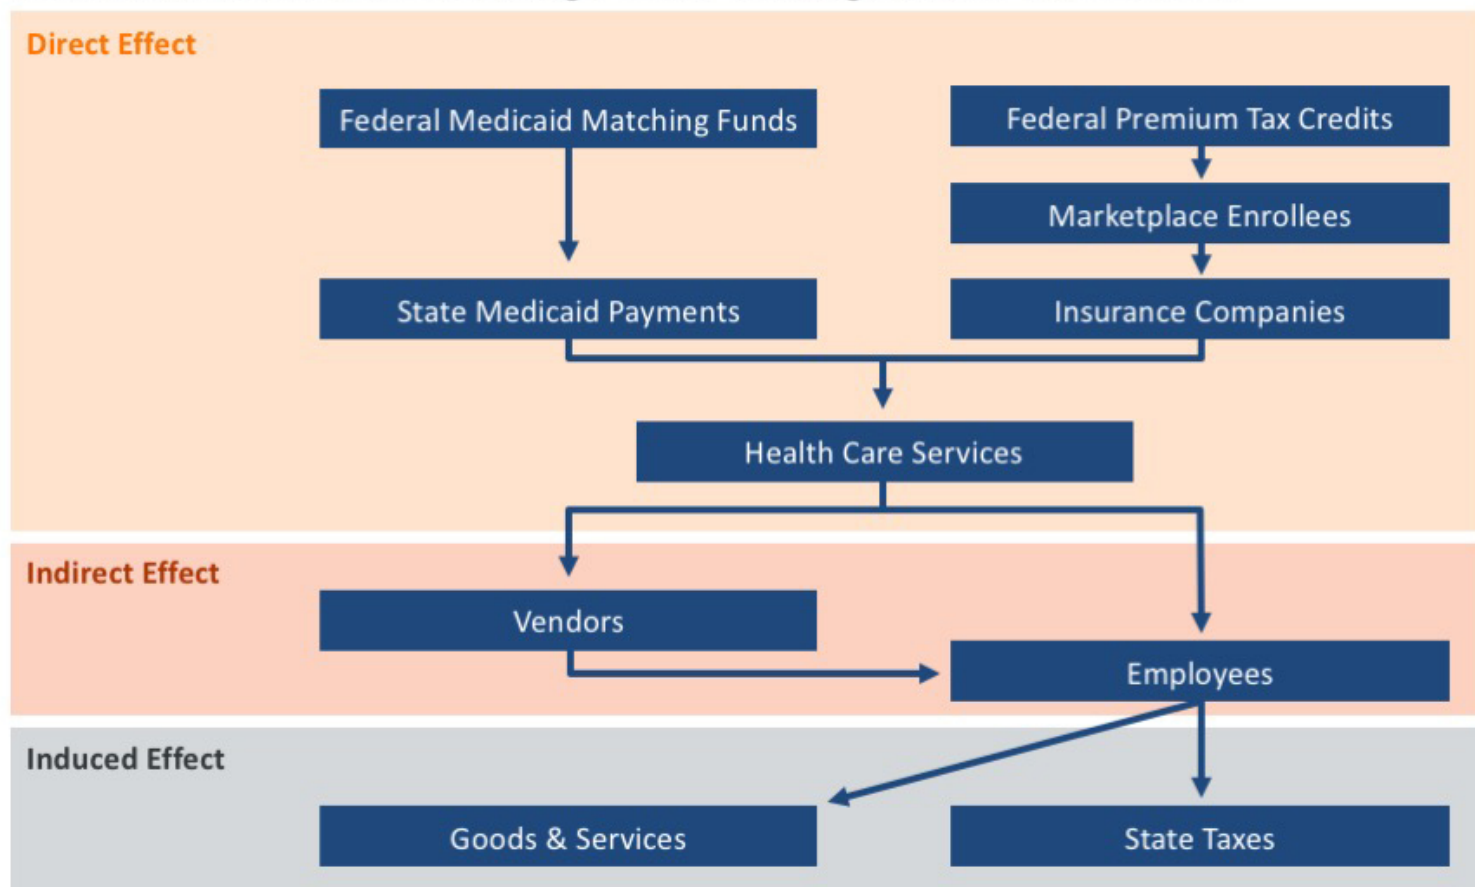 Direct Effect
Federal Medicaid Matching Funds
Federal Premium Tax Credits
Marketplace Enrollees
State Medicaid Payments
Insurance Companies
Health Care Services
Indirect Effect
Vendors
Employees
Induced Effect
Goods & Services
State Taxes